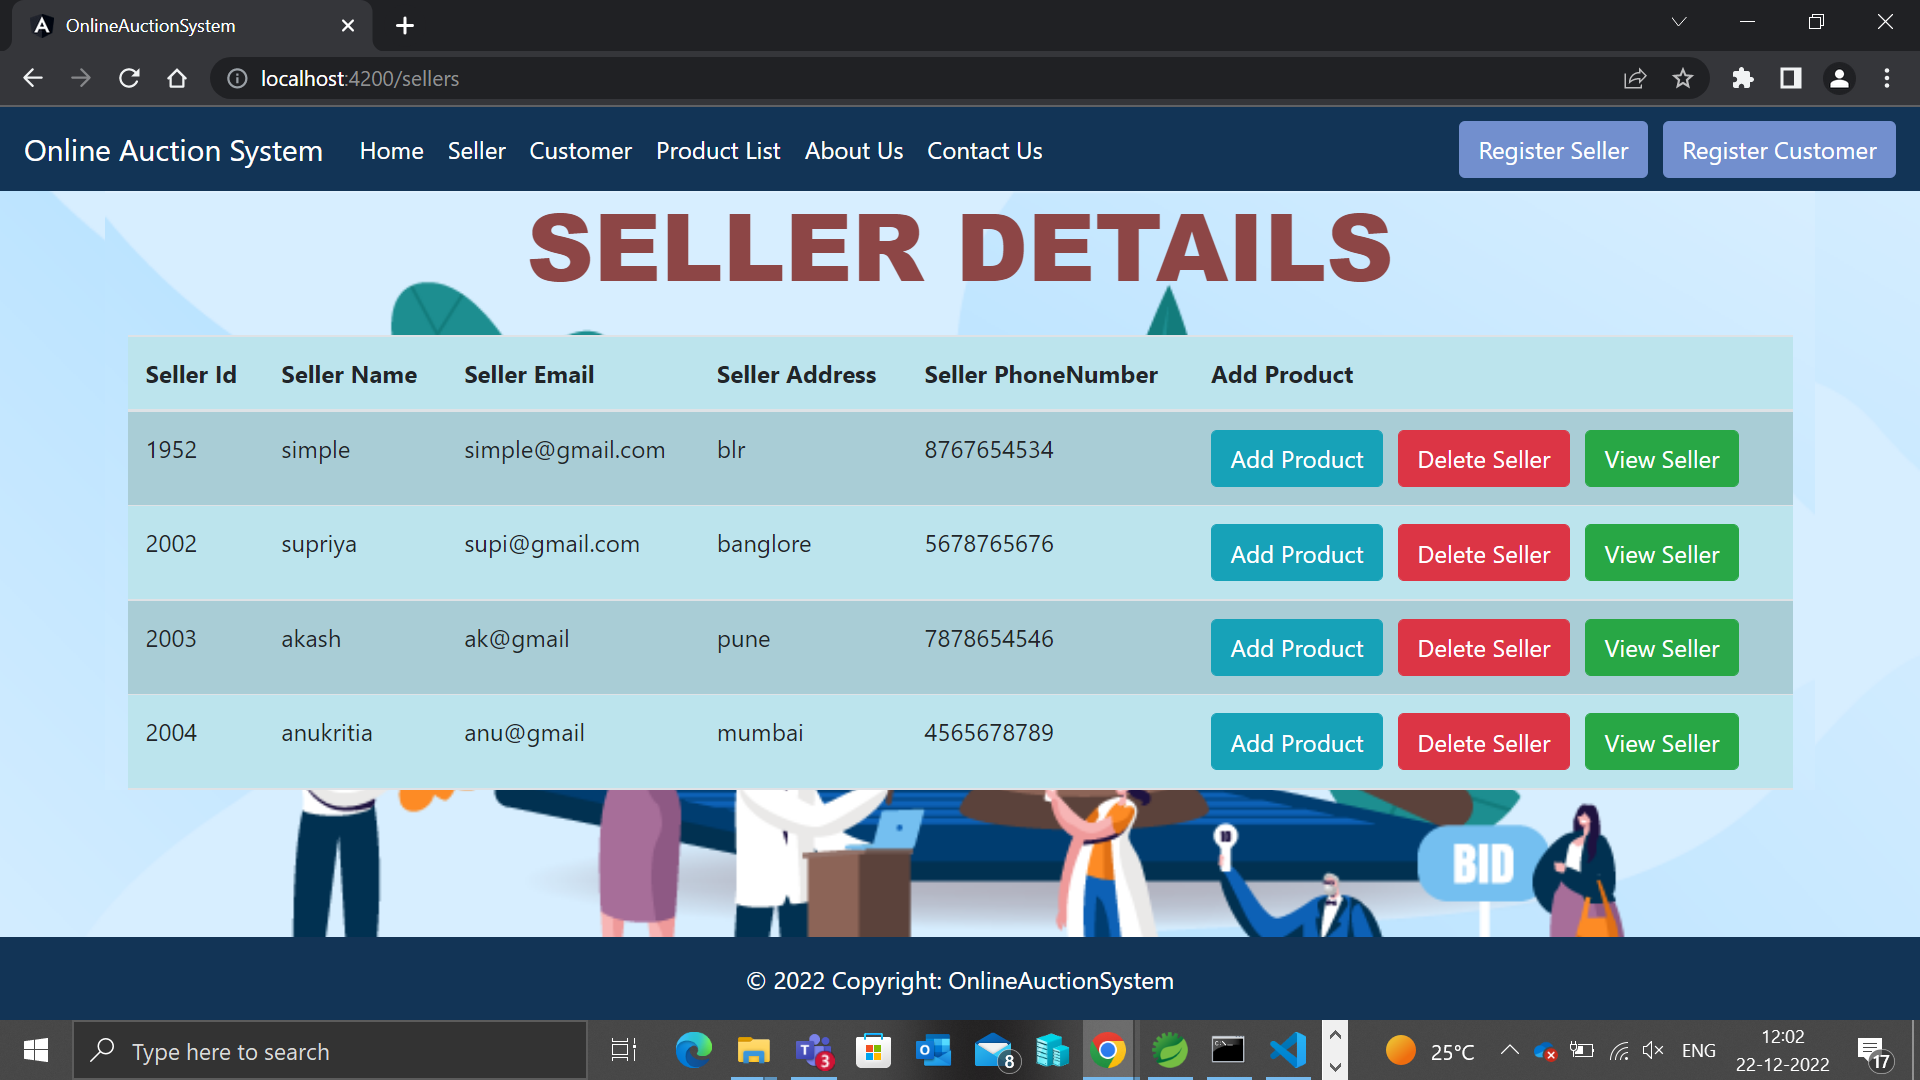 OnlineAuctionSystem
localhost:4200/sellers
Online Auction System Home Seller Customer Product List About Us Contact Us Register Seller Register Customer
SELLER DETAILS
Seller Id Seller Name Seller Email Seller Address Seller PhoneNumber Add Product
1952 simple simple@gmail.com blr 8767654534 Add Product Delete Seller View Seller
2002 supriya supi@gmail.com banglore 5678765676 Add Product Delete Seller View Seller
2003 akash ak@gmail pune 7878654546 Add Product Delete Seller View Seller
2004 anukritia anu@gmail mumbai 4565678789 Add Product Delete Seller View Seller
BID
© 2022 Copyright: OnlineAuctionSystem
Type here to search 3 8 25°C ENG 12:02
22-12-2022 17